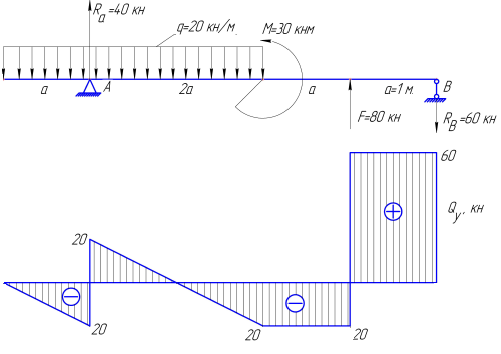 Ra=40 кн
q=20 кн/м
M=30 кнм
a
A
2a
a
a=1 м
B
F=80 кн
RB=60 кн
60
Qy, кн
20
20
20
20